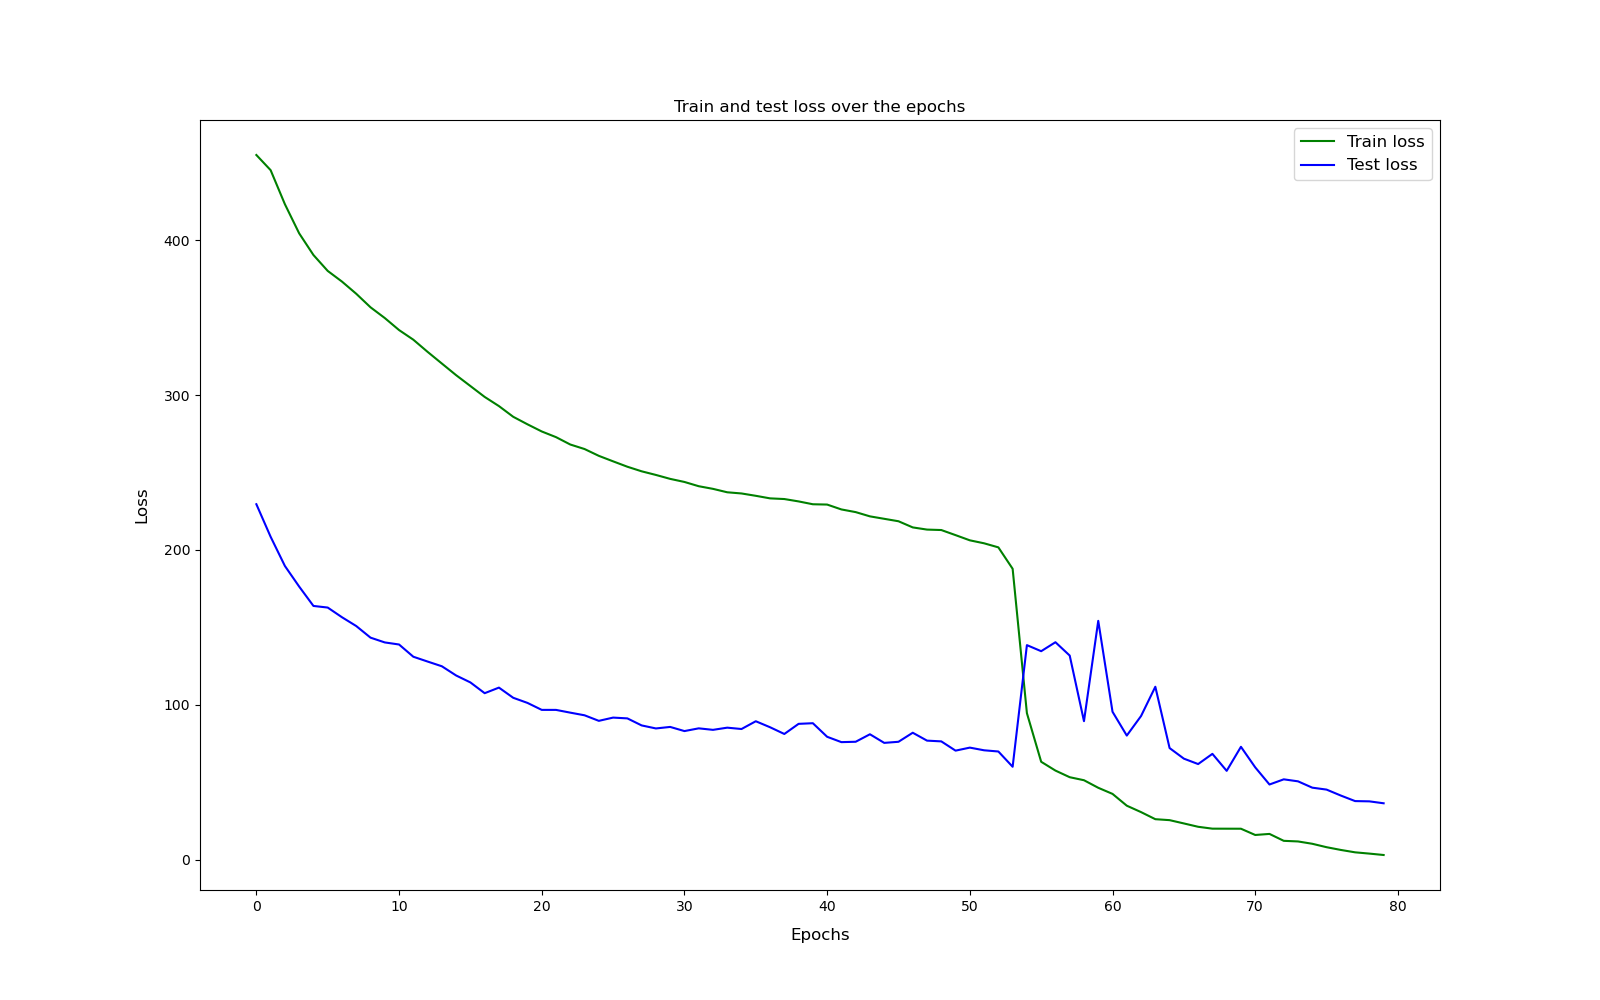 Train and test loss over the epochs
Train loss
Test loss
400
300
200
100
0
Loss
0 10 20 30 40 50 60 70 80
Epochs